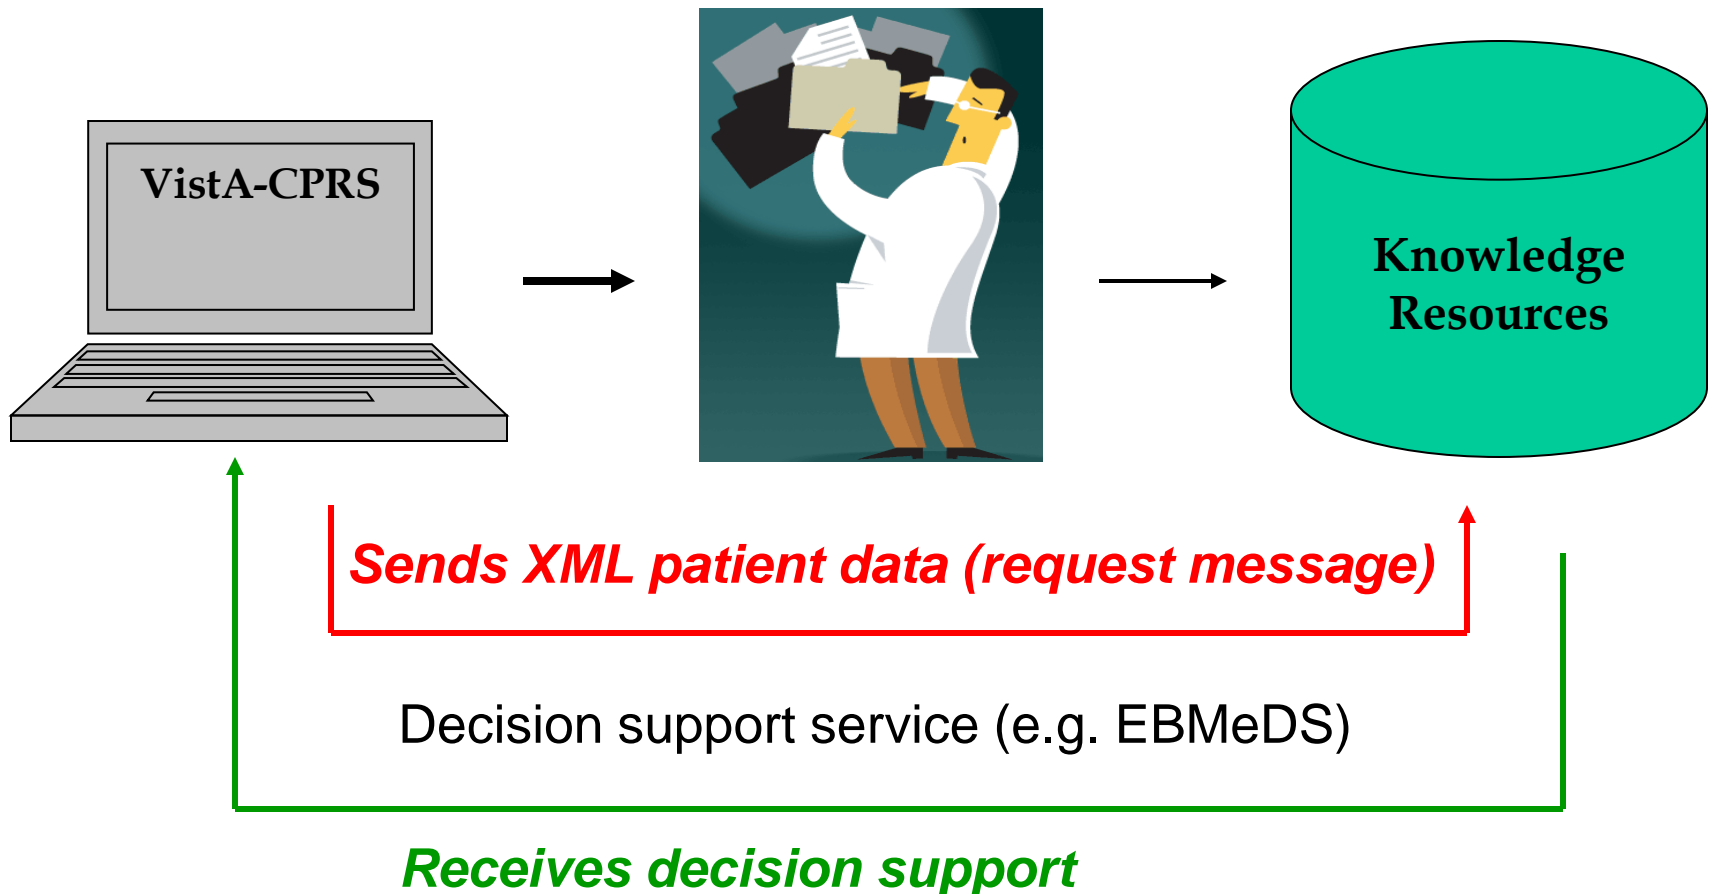 VistA-CPRS
Knowledge
Resources
Sends XML patient data (request message)
Decision support service (e.g. EBMeDS)
Receives decision support